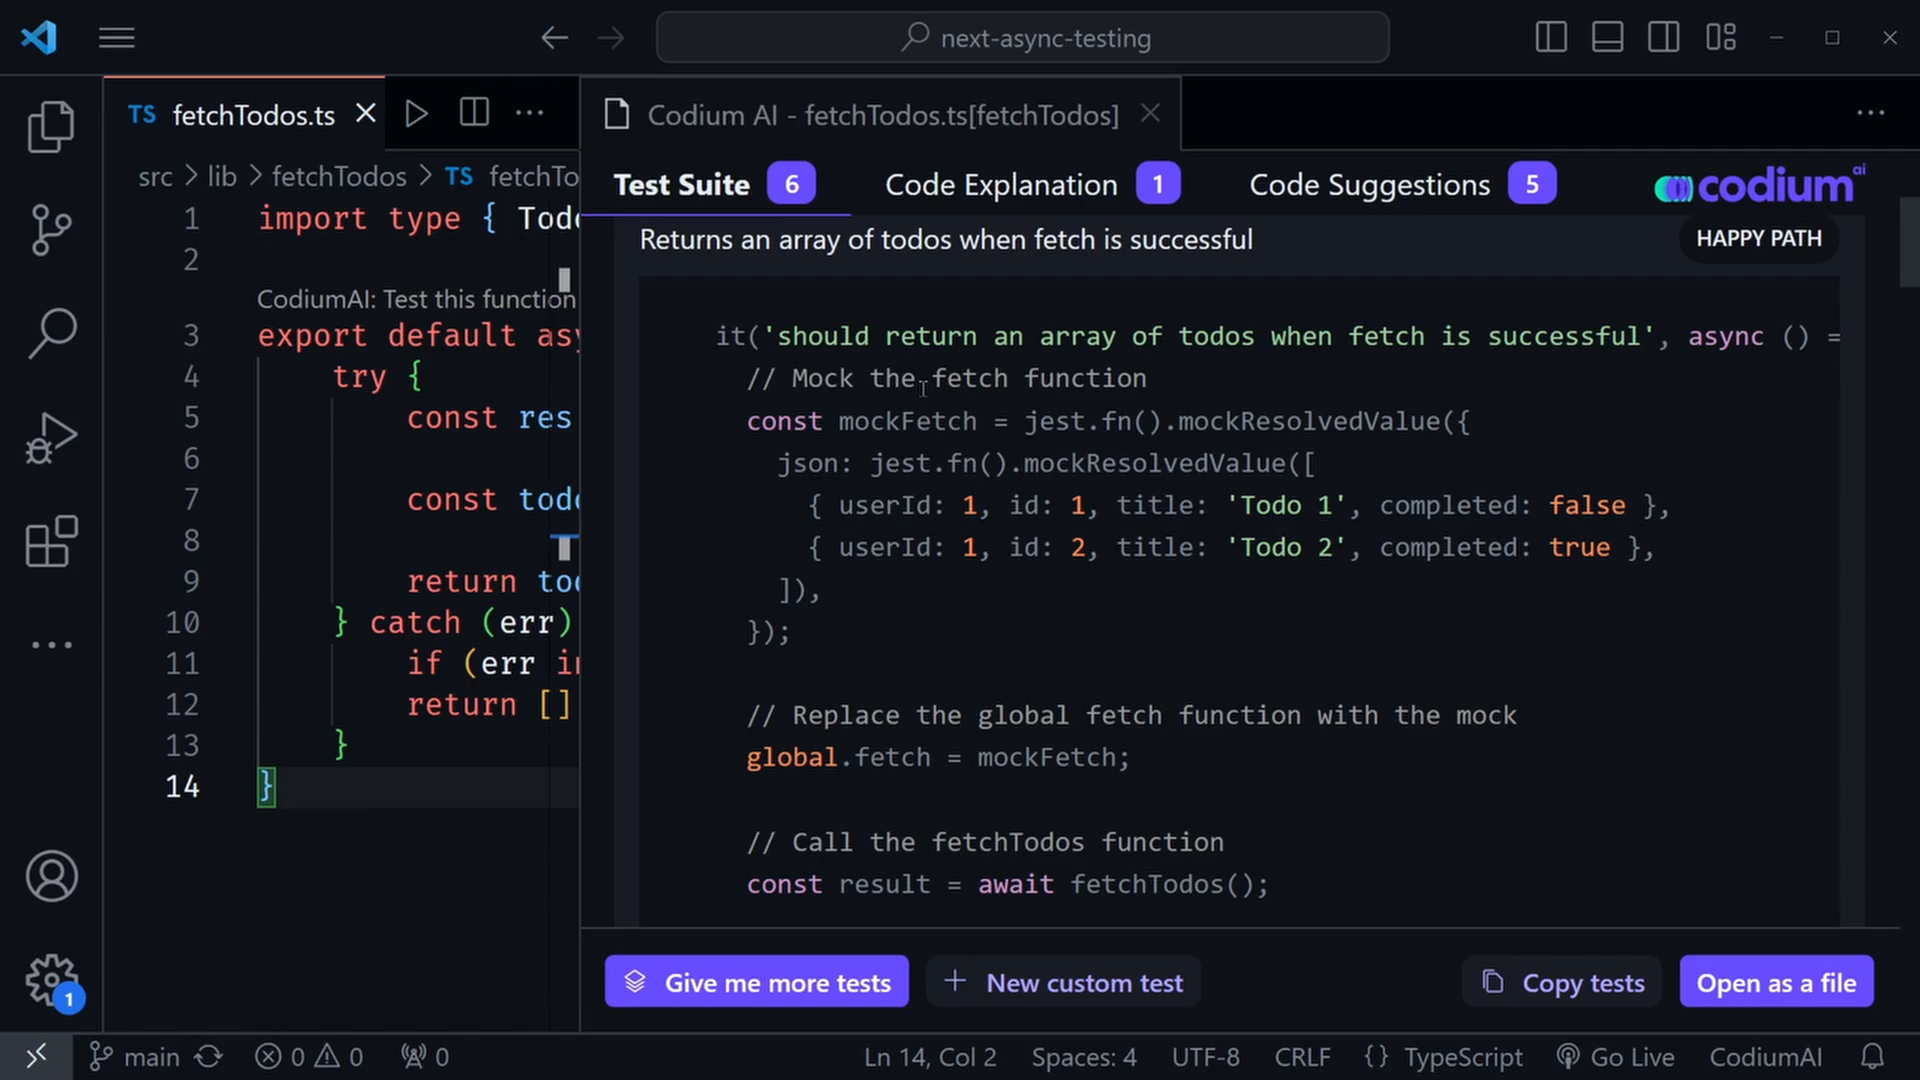 next-async-testing
TS fetchTodos.ts
Codium AI - fetchTodos.ts[fetchTodos]
src > lib > fetchTodos > TS fetchTo
Test Suite 6
Code Explanation 1
Code Suggestions 5
codium ai
1 import type { Todo
2
CodiumAI: Test this function
3 export default asy
4 try {
5 const res
6
7 const todo
8
9 return tod
10 } catch (err)
11 if (err in
12 return []
13 }
14 }
Returns an array of todos when fetch is successful
HAPPY PATH
it('should return an array of todos when fetch is successful', async () =
// Mock the fetch function
const mockFetch = jest.fn().mockResolvedValue({
json: jest.fn().mockResolvedValue([
{ userId: 1, id: 1, title: 'Todo 1', completed: false },
{ userId: 1, id: 2, title: 'Todo 2', completed: true },
]),
});
// Replace the global fetch function with the mock
global.fetch = mockFetch;
// Call the fetchTodos function
const result = await fetchTodos();
Give me more tests
+ New custom test
Copy tests
Open as a file
1
main
0 0
0
Ln 14, Col 2
Spaces: 4
UTF-8
CRLF
{} TypeScript
Go Live
CodiumAI